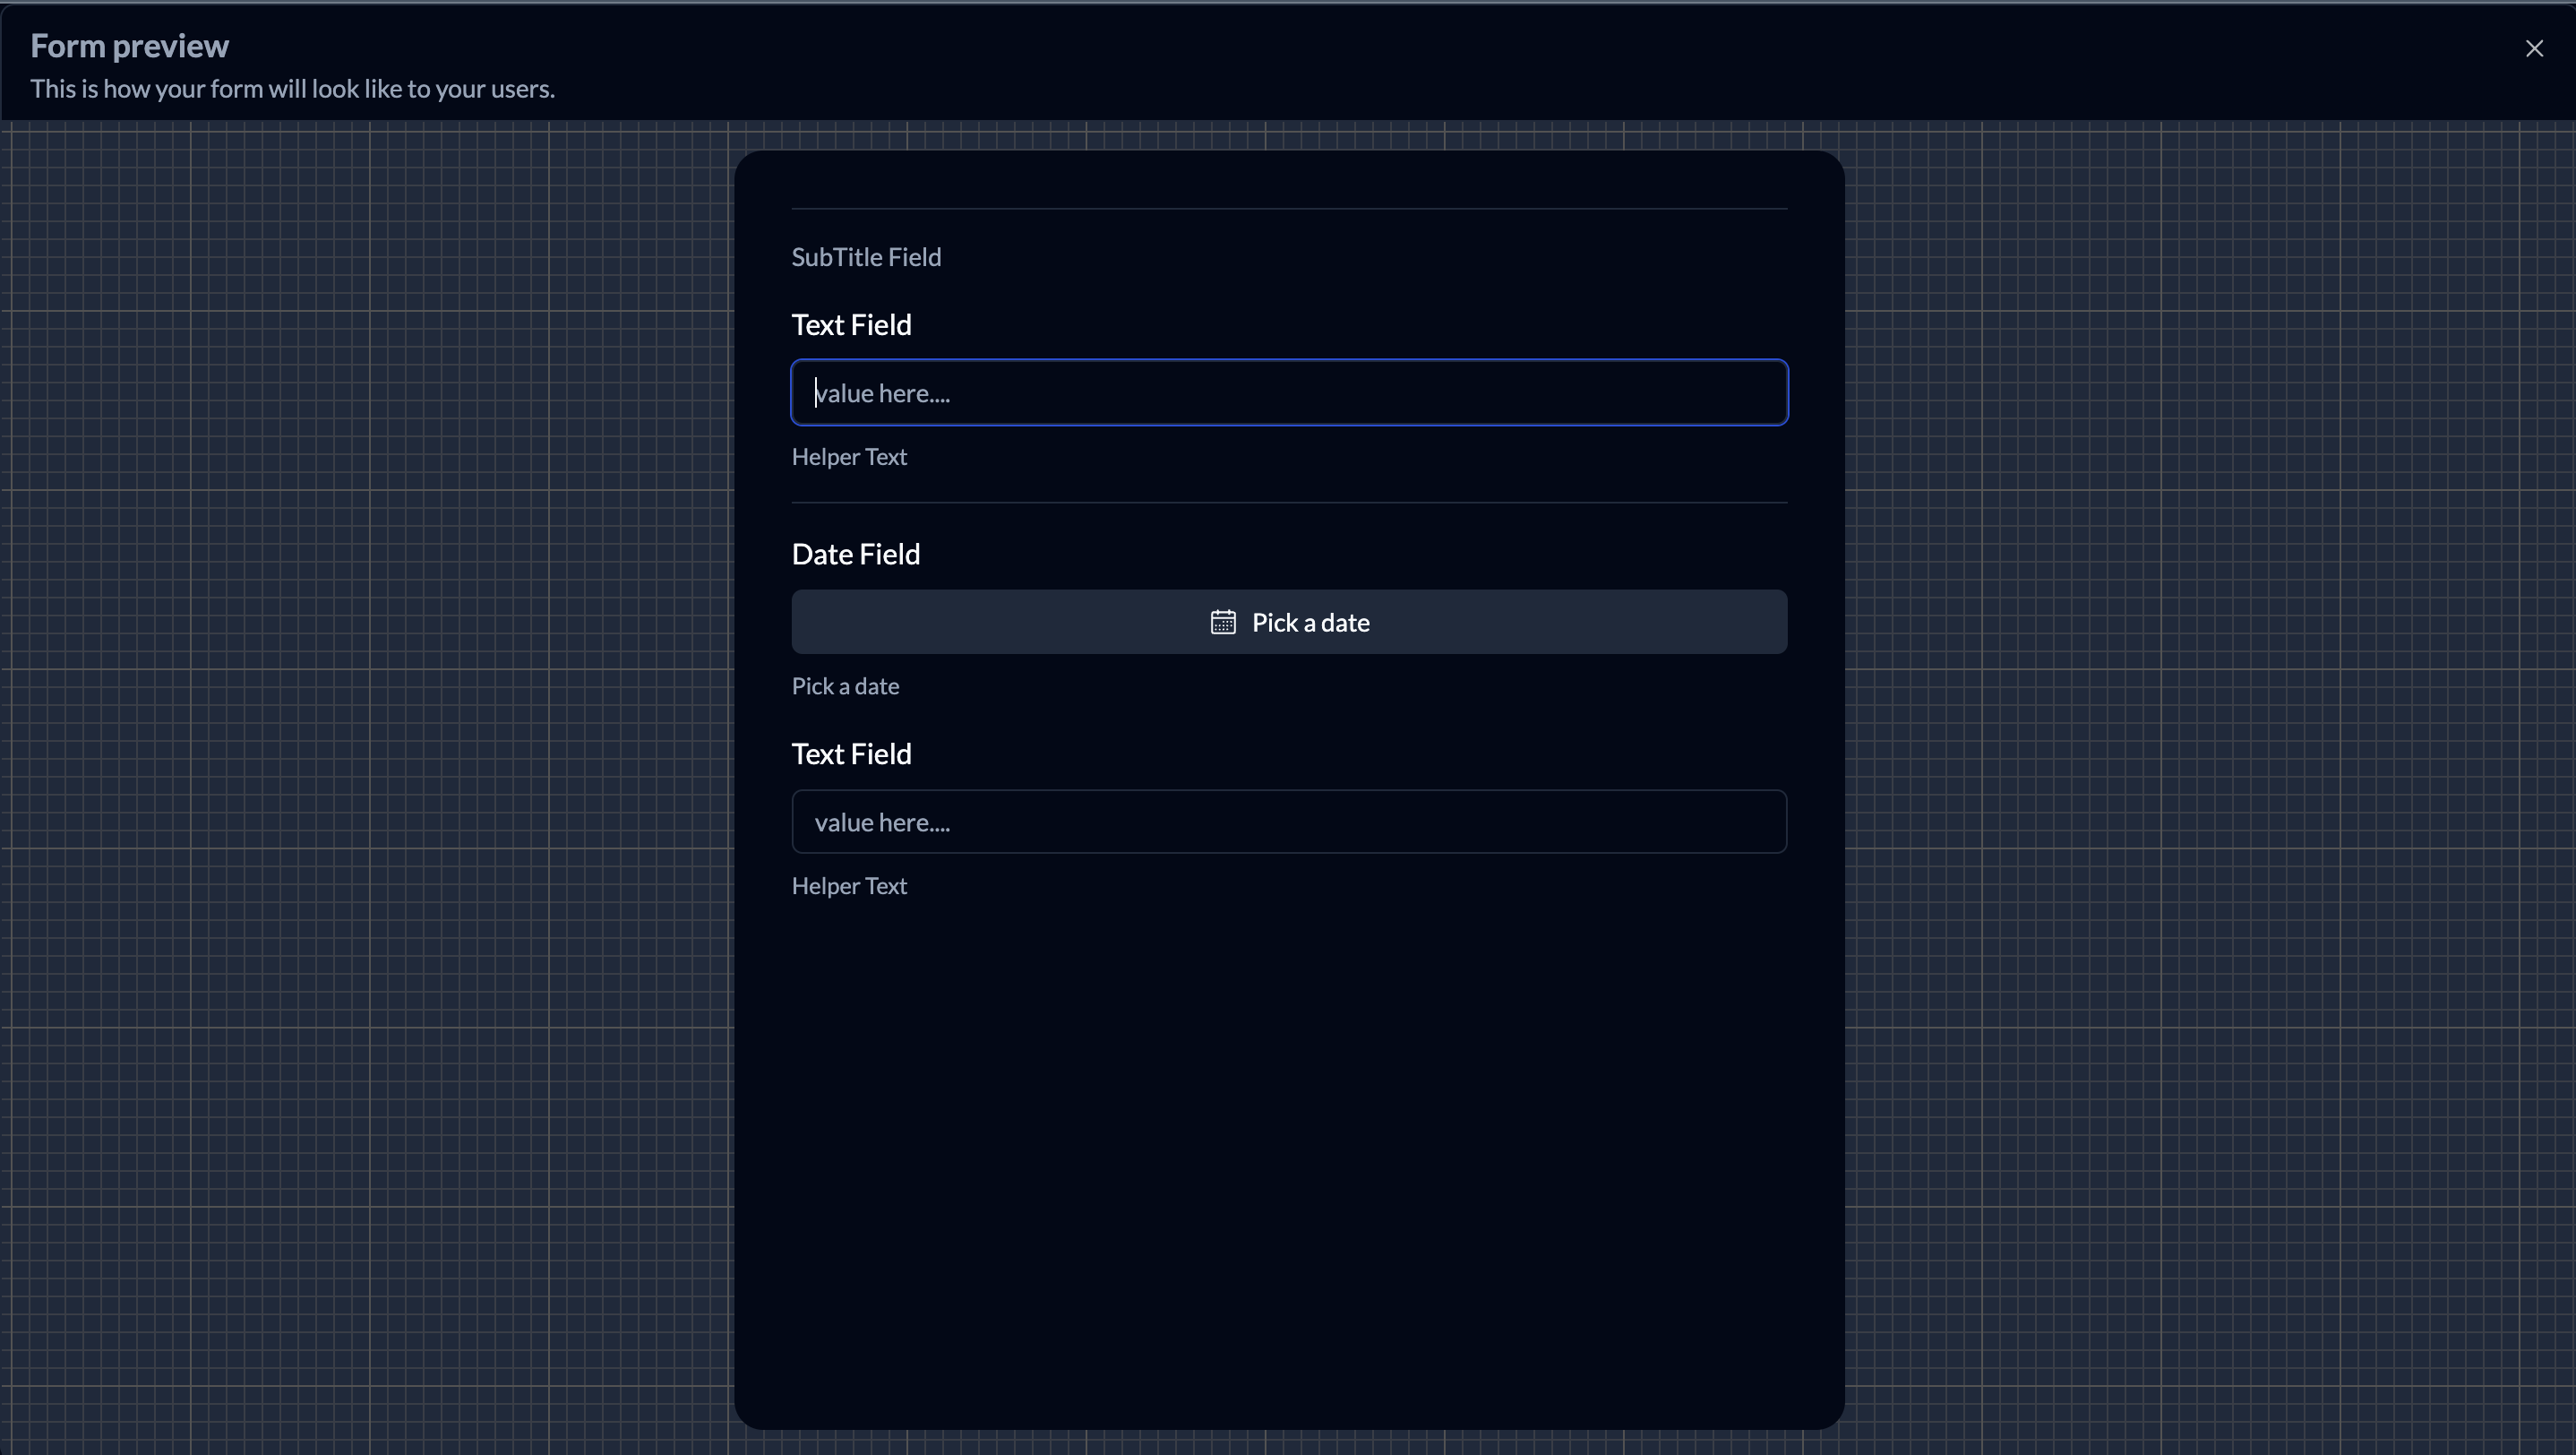 Form preview
This is how your form will look like to your users.
SubTitle Field
Text Field
value here....
Helper Text
Date Field
Pick a date
Pick a date
Text Field
value here....
Helper Text